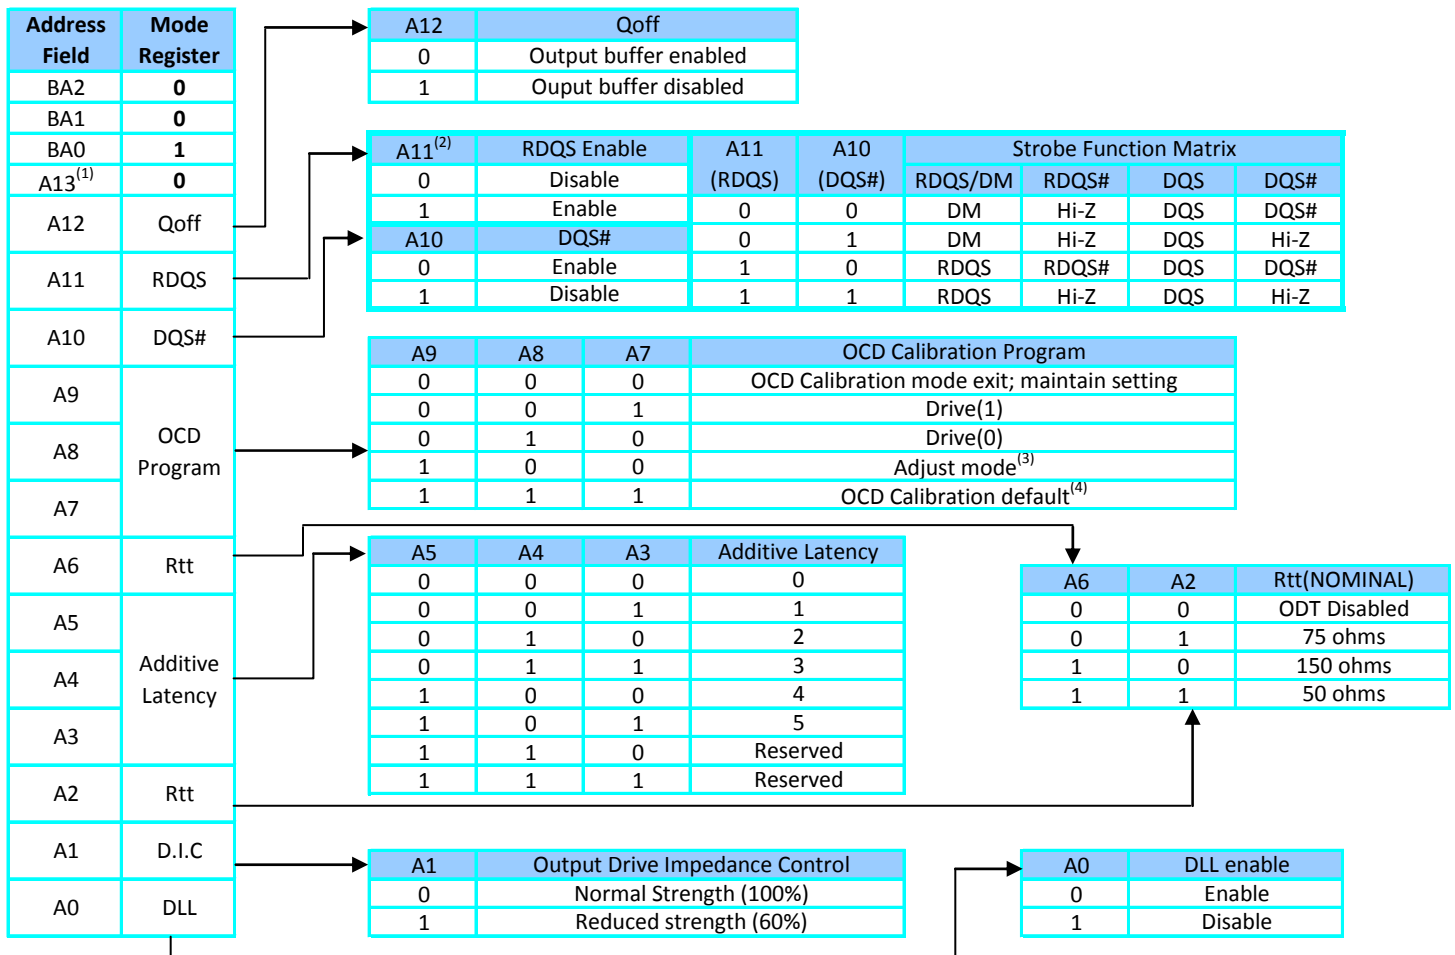 Address Field | Mode Register
BA2 | 0
BA1 | 0
BA0 | 1
A13(1) | 0
A12 | Qoff
A11 | RDQS
A10 | DQS#
A9
A8 | OCD Program
A7
A6 | Rtt
A5
A4 | Additive Latency
A3
A2 | Rtt
A1 | D.I.C
A0 | DLL
A12 | Qoff
0 | Output buffer enabled
1 | Ouput buffer disabled
A11(2) | RDQS Enable
0 | Disable
1 | Enable
A10 | DQS#
0 | Enable
1 | Disable
A11 (RDQS) | A10 (DQS#) | Strobe Function Matrix
RDQS/DM | RDQS# | DQS | DQS#
0 | 0 | DM | Hi-Z | DQS | DQS#
0 | 1 | DM | Hi-Z | DQS | Hi-Z
1 | 0 | RDQS | RDQS# | DQS | DQS#
1 | 1 | RDQS | Hi-Z | DQS | Hi-Z
A9 | A8 | A7 | OCD Calibration Program
0 | 0 | 0 | OCD Calibration mode exit; maintain setting
0 | 0 | 1 | Drive(1)
0 | 1 | 0 | Drive(0)
1 | 0 | 0 | Adjust mode(3)
1 | 1 | 1 | OCD Calibration default(4)
A5 | A4 | A3 | Additive Latency
0 | 0 | 0 | 0
0 | 0 | 1 | 1
0 | 1 | 0 | 2
0 | 1 | 1 | 3
1 | 0 | 0 | 4
1 | 0 | 1 | 5
1 | 1 | 0 | Reserved
1 | 1 | 1 | Reserved
A6 | A2 | Rtt(NOMINAL)
0 | 0 | ODT Disabled
0 | 1 | 75 ohms
1 | 0 | 150 ohms
1 | 1 | 50 ohms
A1 | Output Drive Impedance Control
0 | Normal Strength (100%)
1 | Reduced strength (60%)
A0 | DLL enable
0 | Enable
1 | Disable